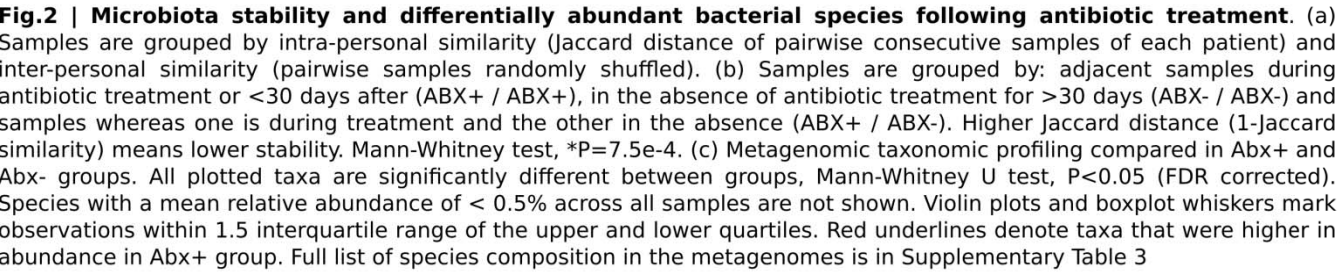 Fig.2 | Microbiota stability and differentially abundant bacterial species following antibiotic treatment. (a)
Samples are grouped by intra-personal similarity (Jaccard distance of pairwise consecutive samples of each patient) and
inter-personal similarity (pairwise samples randomly shuffled). (b) Samples are grouped by: adjacent samples during
antibiotic treatment or <30 days after (ABX+ / ABX+), in the absence of antibiotic treatment for >30 days (ABX- / ABX-) and
samples whereas one is during treatment and the other in the absence (ABX+ / ABX-). Higher Jaccard distance (1-Jaccard
similarity) means lower stability. Mann-Whitney test, *P=7.5e-4. (c) Metagenomic taxonomic profiling compared in Abx+ and
Abx- groups. All plotted taxa are significantly different between groups, Mann-Whitney U test, P<0.05 (FDR corrected).
Species with a mean relative abundance of < 0.5% across all samples are not shown. Violin plots and boxplot whiskers mark
observations within 1.5 interquartile range of the upper and lower quartiles. Red underlines denote taxa that were higher in
abundance in Abx+ group. Full list of species composition in the metagenomes is in Supplementary Table 3